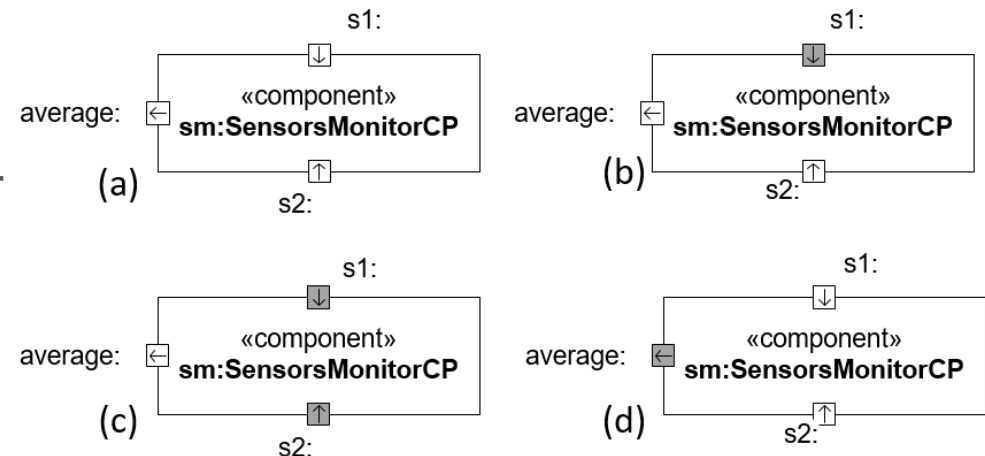 s1:
average:
«component»
sm:SensorsMonitorCP
(a)
s2:
s1:
average:
«component»
sm:SensorsMonitorCP
(b)
s2:
s1:
average:
«component»
sm:SensorsMonitorCP
(c)
s2:
s1:
average:
«component»
sm:SensorsMonitorCP
(d)
s2: